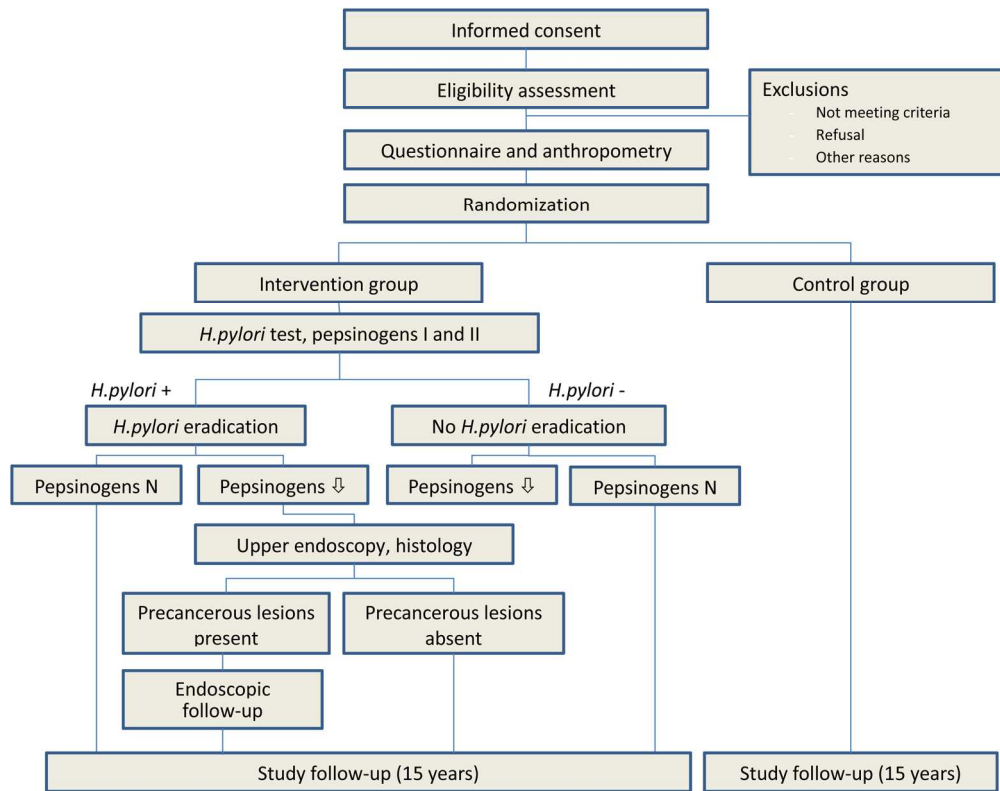 Informed consent
Eligibility assessment
Exclusions
- Not meeting criteria
- Refusal
- Other reasons
Questionnaire and anthropometry
Randomization
Intervention group
Control group
H.pylori test, pepsinogens I and II
H.pylori +
H.pylori -
H.pylori eradication
No H.pylori eradication
Pepsinogens N
Pepsinogens ⇩
Pepsinogens ⇩
Pepsinogens N
Upper endoscopy, histology
Precancerous lesions
present
Precancerous lesions
absent
Endoscopic
follow-up
Study follow-up (15 years)
Study follow-up (15 years)